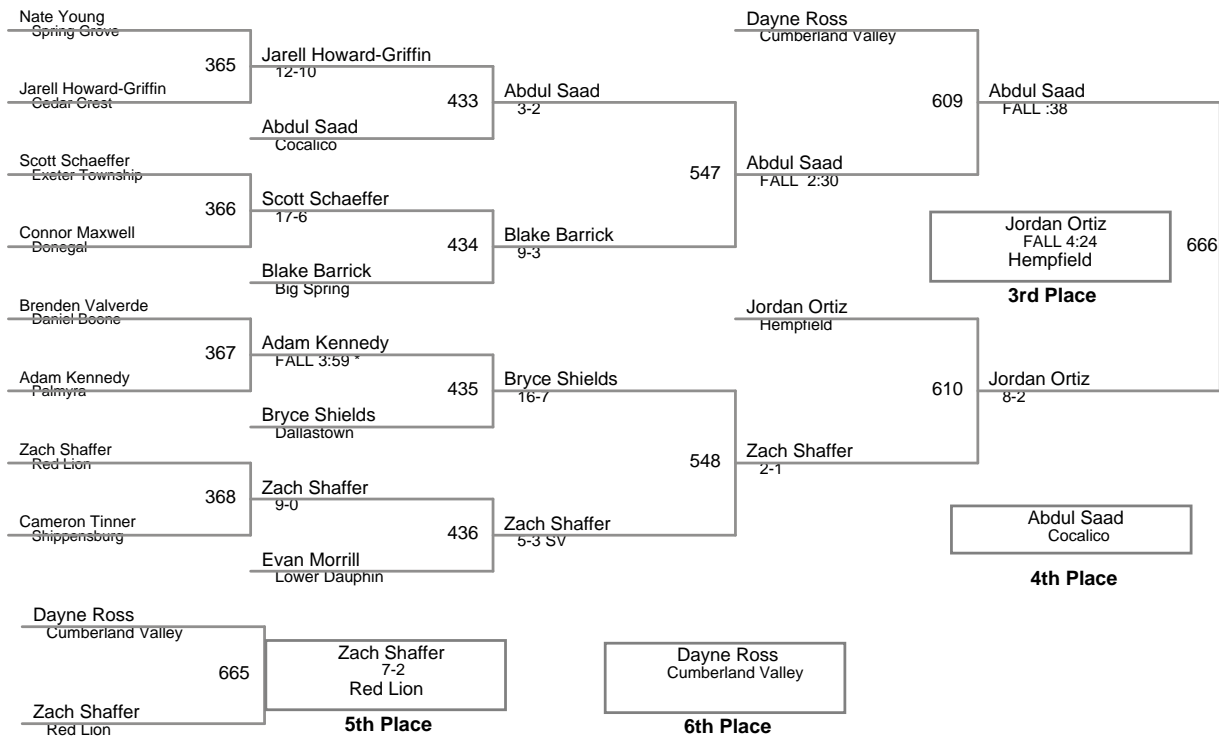 Nate Young
Spring Grove
365
Jarell Howard-Griffin
12-10
Jarell Howard-Griffin
Cedar Crest
433
Abdul Saad
3-2
Abdul Saad
Cocalico
Scott Schaeffer
Exeter Township
366
Scott Schaeffer
17-6
Connor Maxwell
Donegal
434
Blake Barrick
9-3
Blake Barrick
Big Spring
547
Abdul Saad
FALL 2:30
Brenden Valverde
Daniel Boone
367
Adam Kennedy
FALL 3:59 *
Adam Kennedy
Palmyra
435
Bryce Shields
16-7
Bryce Shields
Dallastown
Zach Shaffer
Red Lion
368
Zach Shaffer
9-0
Cameron Tinner
Shippensburg
436
Zach Shaffer
5-3 SV
Evan Morrill
Lower Dauphin
548
Zach Shaffer
2-1
Dayne Ross
Cumberland Valley
609
Abdul Saad
FALL :38
Jordan Ortiz
Hempfield
610
Jordan Ortiz
8-2
Jordan Ortiz
FALL 4:24
Hempfield
666
3rd Place
Abdul Saad
Cocalico
4th Place
Dayne Ross
Cumberland Valley
665
Zach Shaffer
Red Lion
Zach Shaffer
7-2
Red Lion
5th Place
Dayne Ross
Cumberland Valley
6th Place